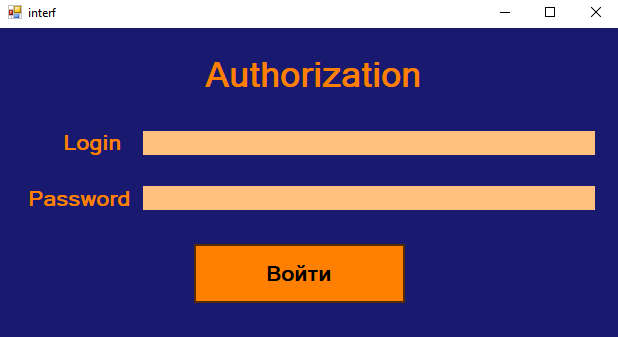 interf
Authorization
Login
Password
Войти